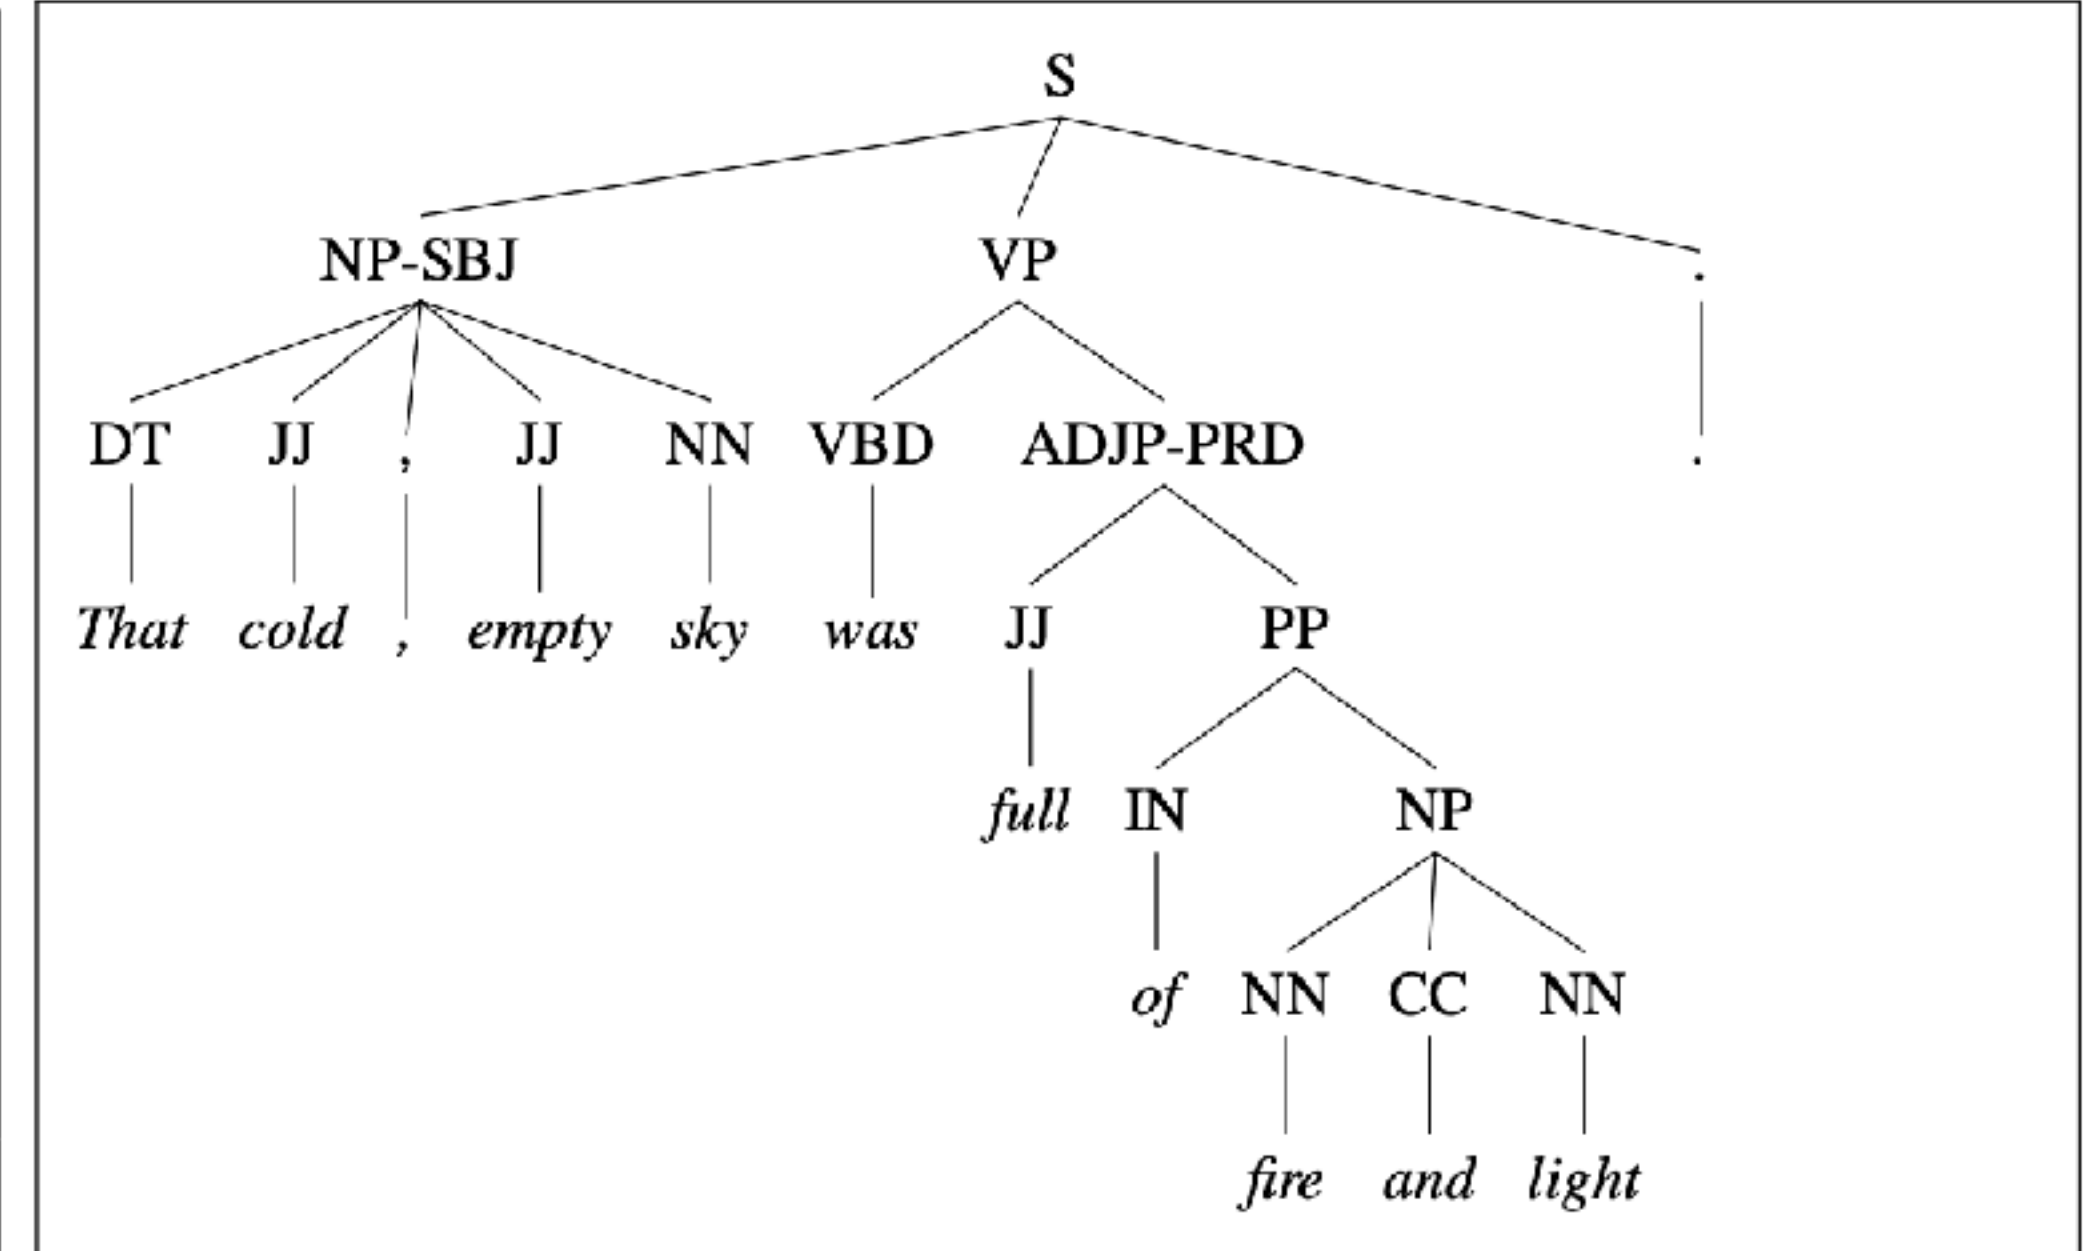 S
NP-SBJ VP .
DT JJ , JJ NN VBD ADJP-PRD .
That cold , empty sky was JJ PP
full IN NP
of NN CC NN
fire and light